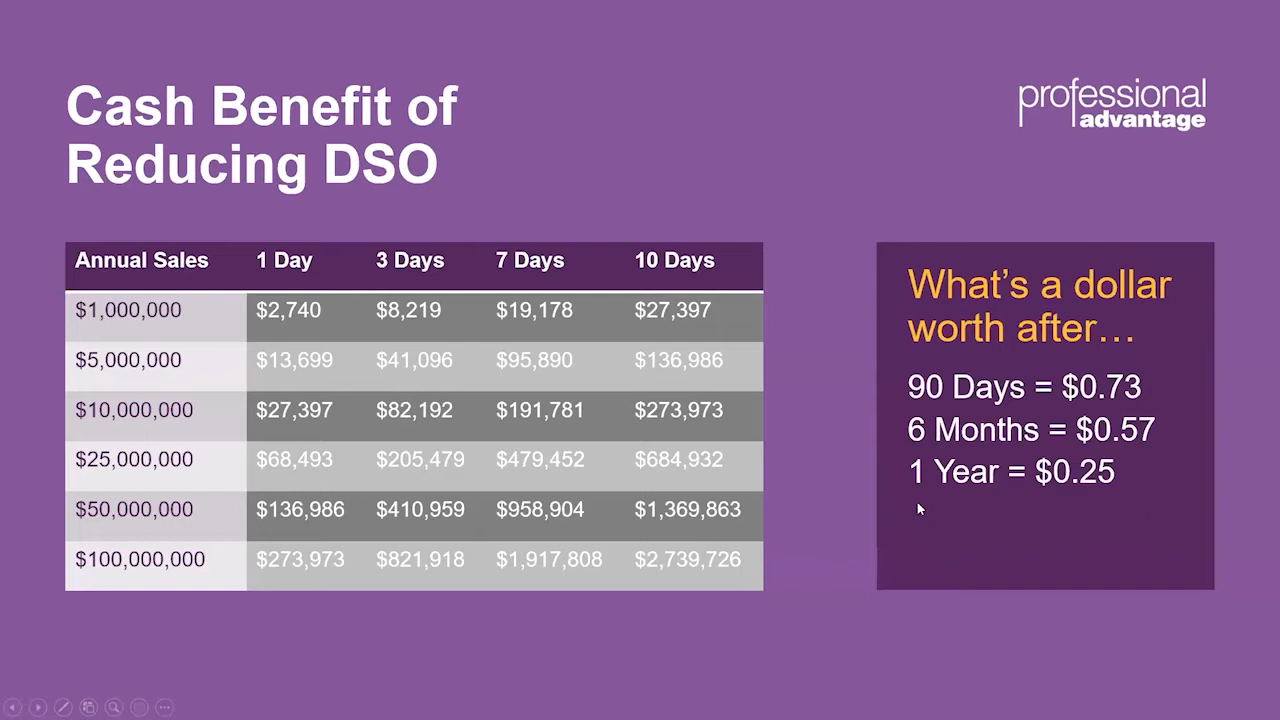 Cash Benefit of
Reducing DSO
professional
advantage
Annual Sales 1 Day 3 Days 7 Days 10 Days
$1,000,000 $2,740 $8,219 $19,178 $27,397
$5,000,000 $13,699 $41,096 $95,890 $136,986
$10,000,000 $27,397 $82,192 $191,781 $273,973
$25,000,000 $68,493 $205,479 $479,452 $684,932
$50,000,000 $136,986 $410,959 $958,904 $1,369,863
$100,000,000 $273,973 $821,918 $1,917,808 $2,739,726
What’s a dollar
worth after…
90 Days = $0.73
6 Months = $0.57
1 Year = $0.25